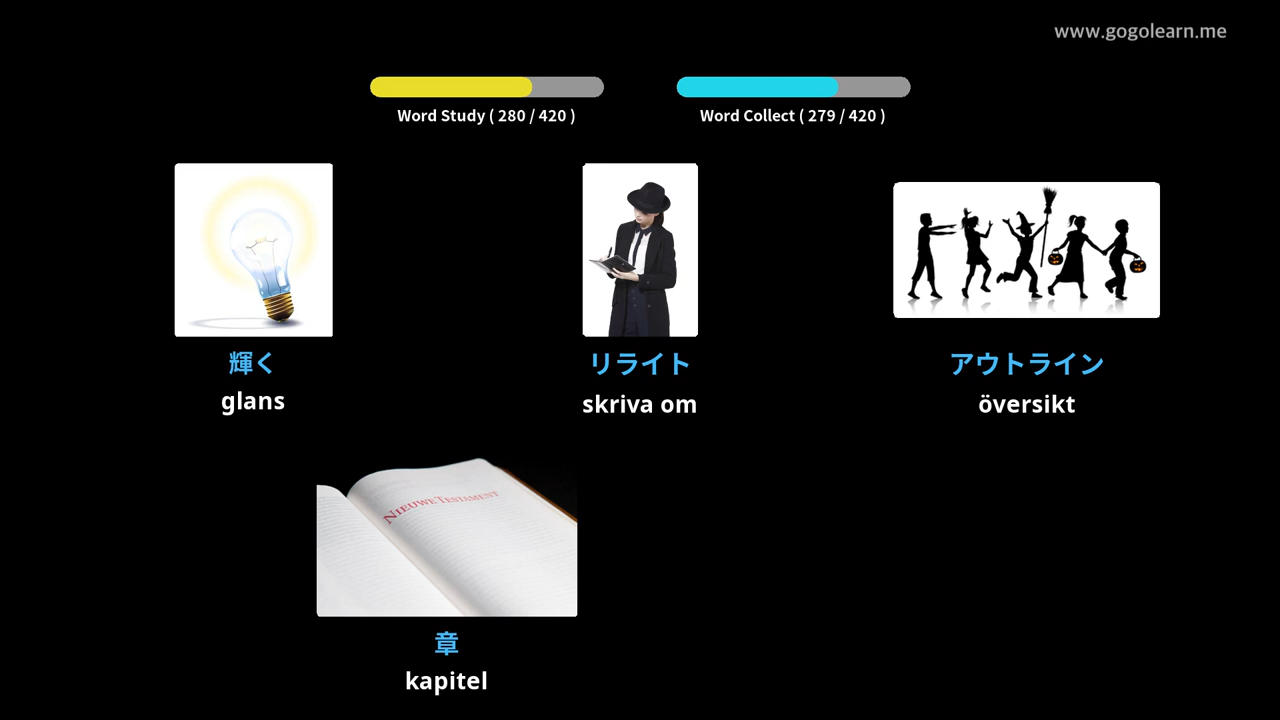 www.gogolearn.me
Word Study ( 280 / 420 )
Word Collect ( 279 / 420 )
輝く
glans
リライト
skriva om
アウトライン
översikt
NIEUWE TESTAMENT
章
kapitel